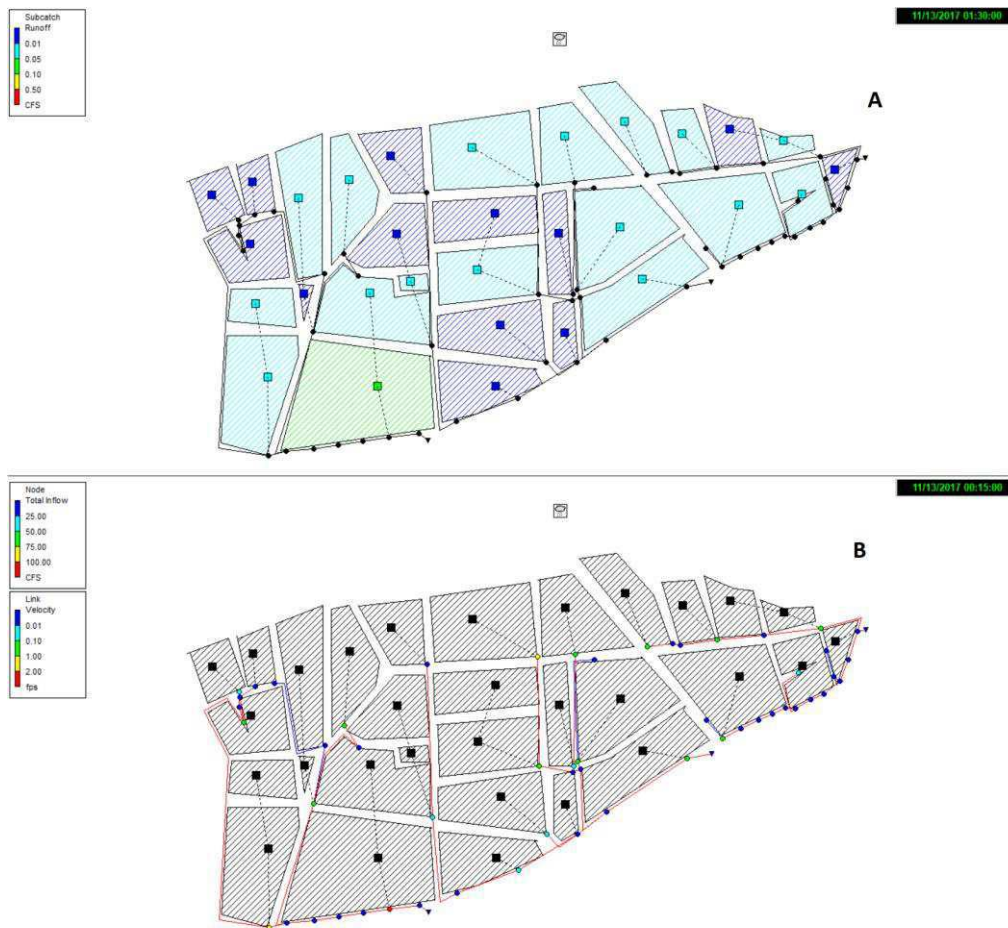 Subcatch
Runoff
0.01
0.05
0.10
0.50
CFS
11/13/2017 01:30:00
A
Node
Total Inflow
25.00
50.00
75.00
100.00
CFS
Link
Velocity
0.01
0.10
1.00
2.00
fps
11/13/2017 00:15:00
B